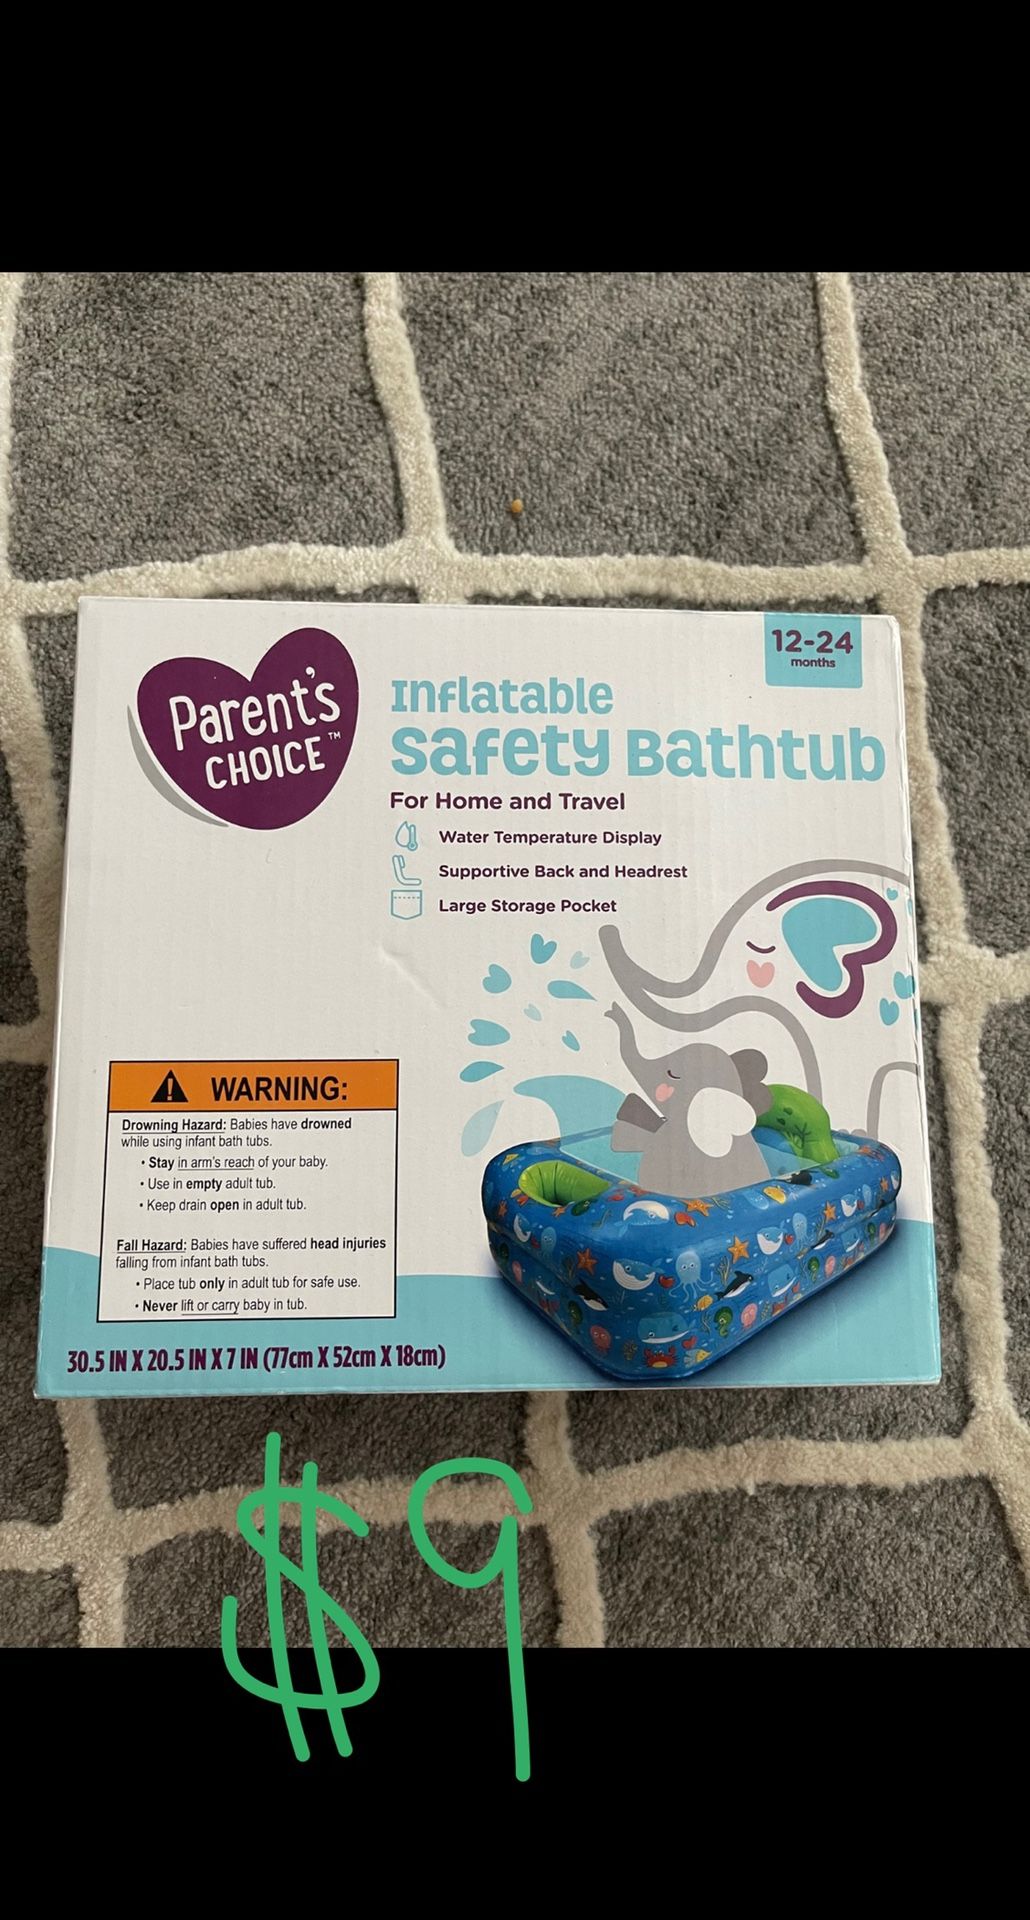 Parent's
CHOICE™
12-24
months
Inflatable
Safety Bathtub
For Home and Travel
Water Temperature Display
Supportive Back and Headrest
Large Storage Pocket
WARNING:
Drowning Hazard: Babies have drowned
while using infant bath tubs.
• Stay in arm's reach of your baby.
• Use in empty adult tub.
• Keep drain open in adult tub.
Fall Hazard: Babies have suffered head injuries
falling from infant bath tubs.
• Place tub only in adult tub for safe use.
• Never lift or carry baby in tub.
30.5 IN X 20.5 IN X 7 IN (77cm X 52cm X 18cm)
$9